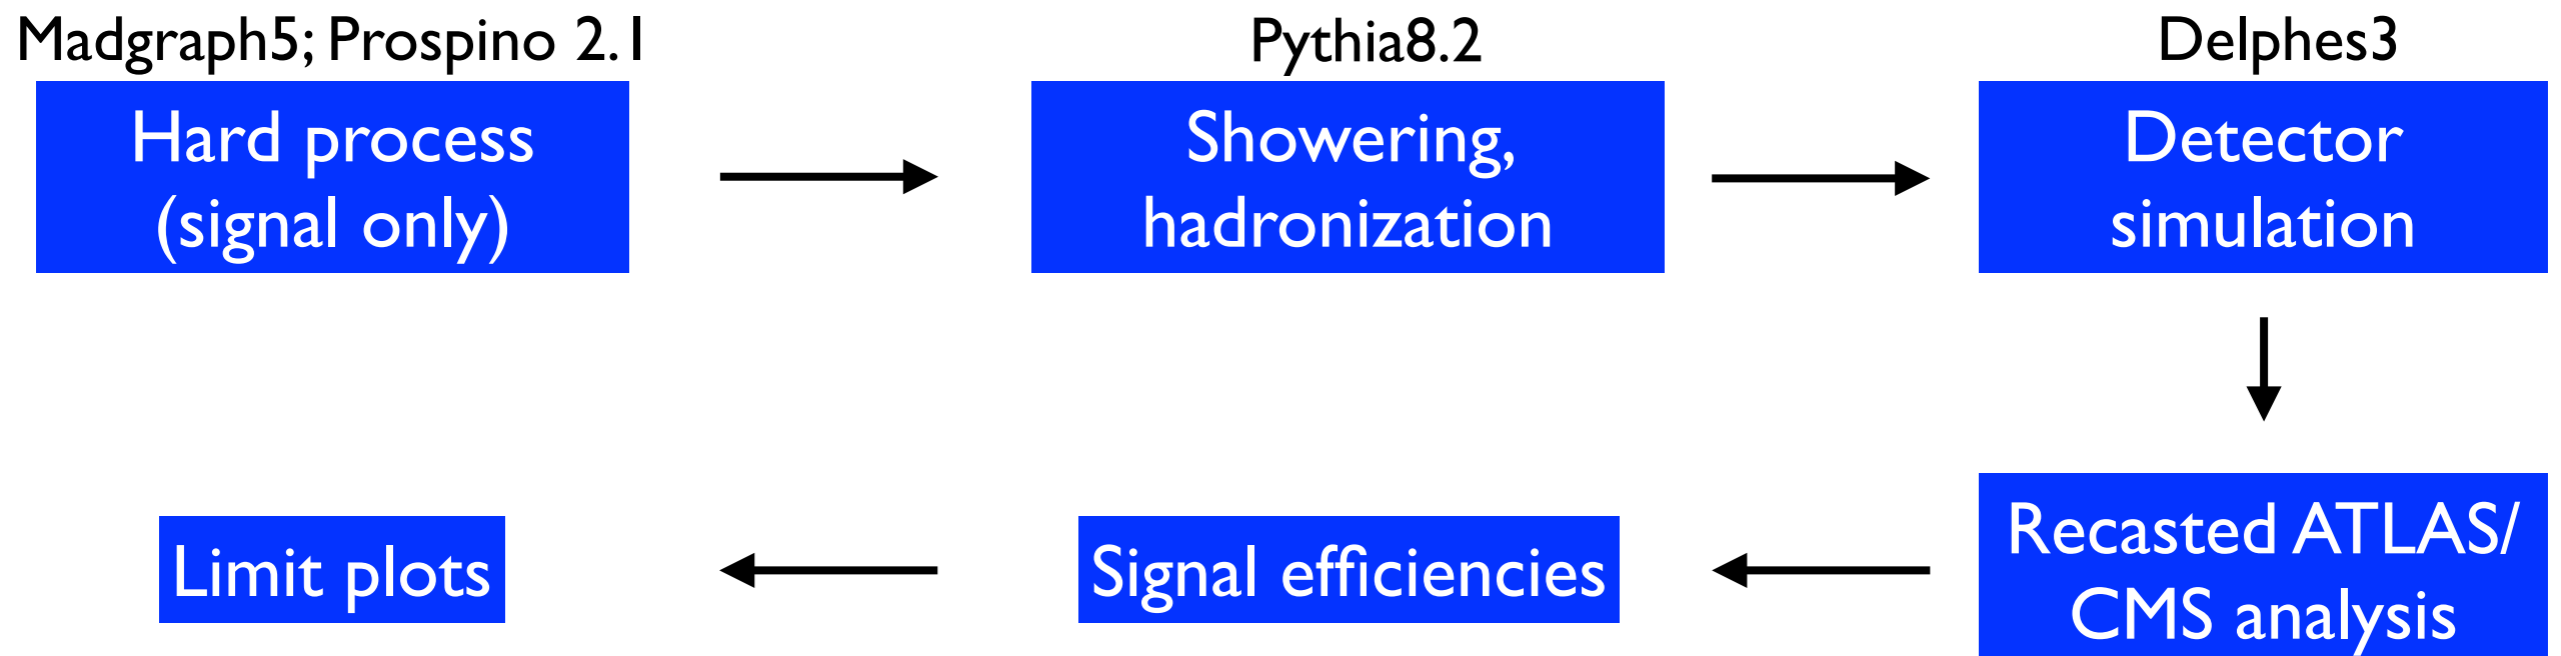 Madgraph5; Prospino 2.1
Hard process
(signal only)
Pythia8.2
Showering,
hadronization
Delphes3
Detector
simulation
Recasted ATLAS/
CMS analysis
Signal efficiencies
Limit plots